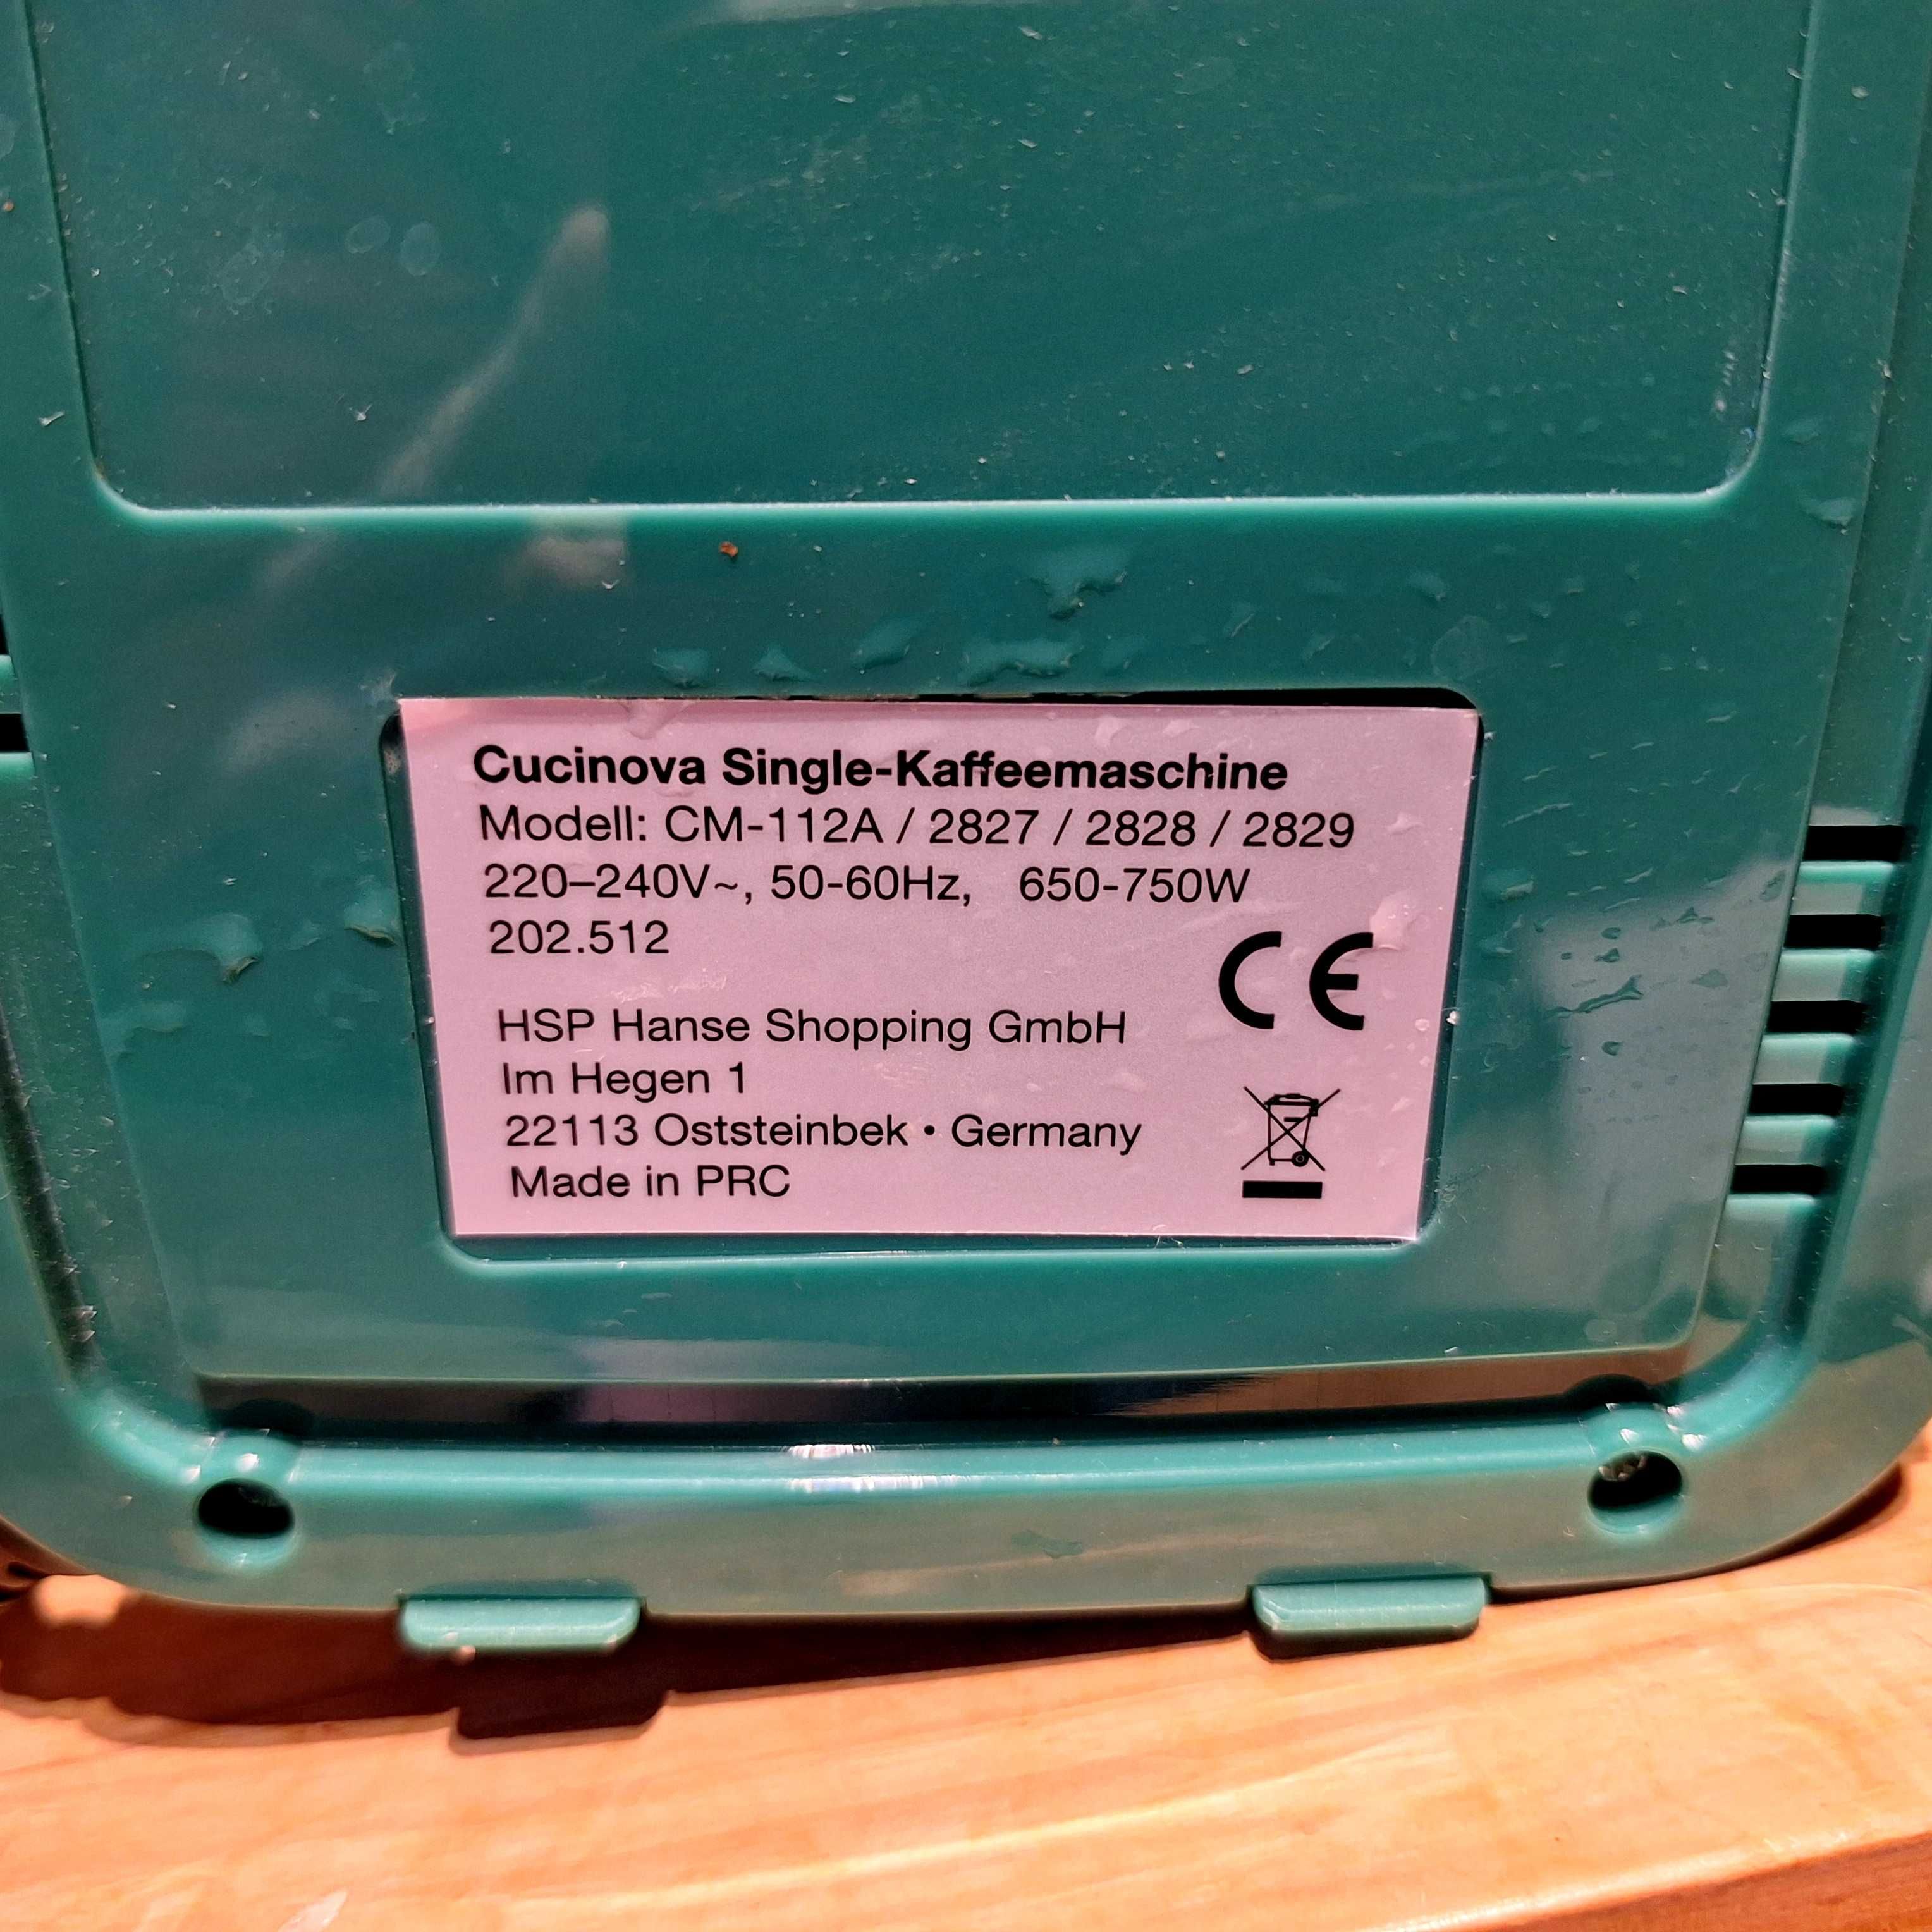 Cucinova Single-Kaffeemaschine
Modell: CM-112A / 2827 / 2828 / 2829
220–240V~, 50-60Hz, 650-750W
202.512
CE
HSP Hanse Shopping GmbH
Im Hegen 1
22113 Oststeinbek • Germany
Made in PRC